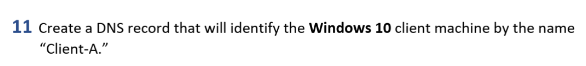 11 Create a DNS record that will identify the Windows 10 client machine by the name
“Client-A.”